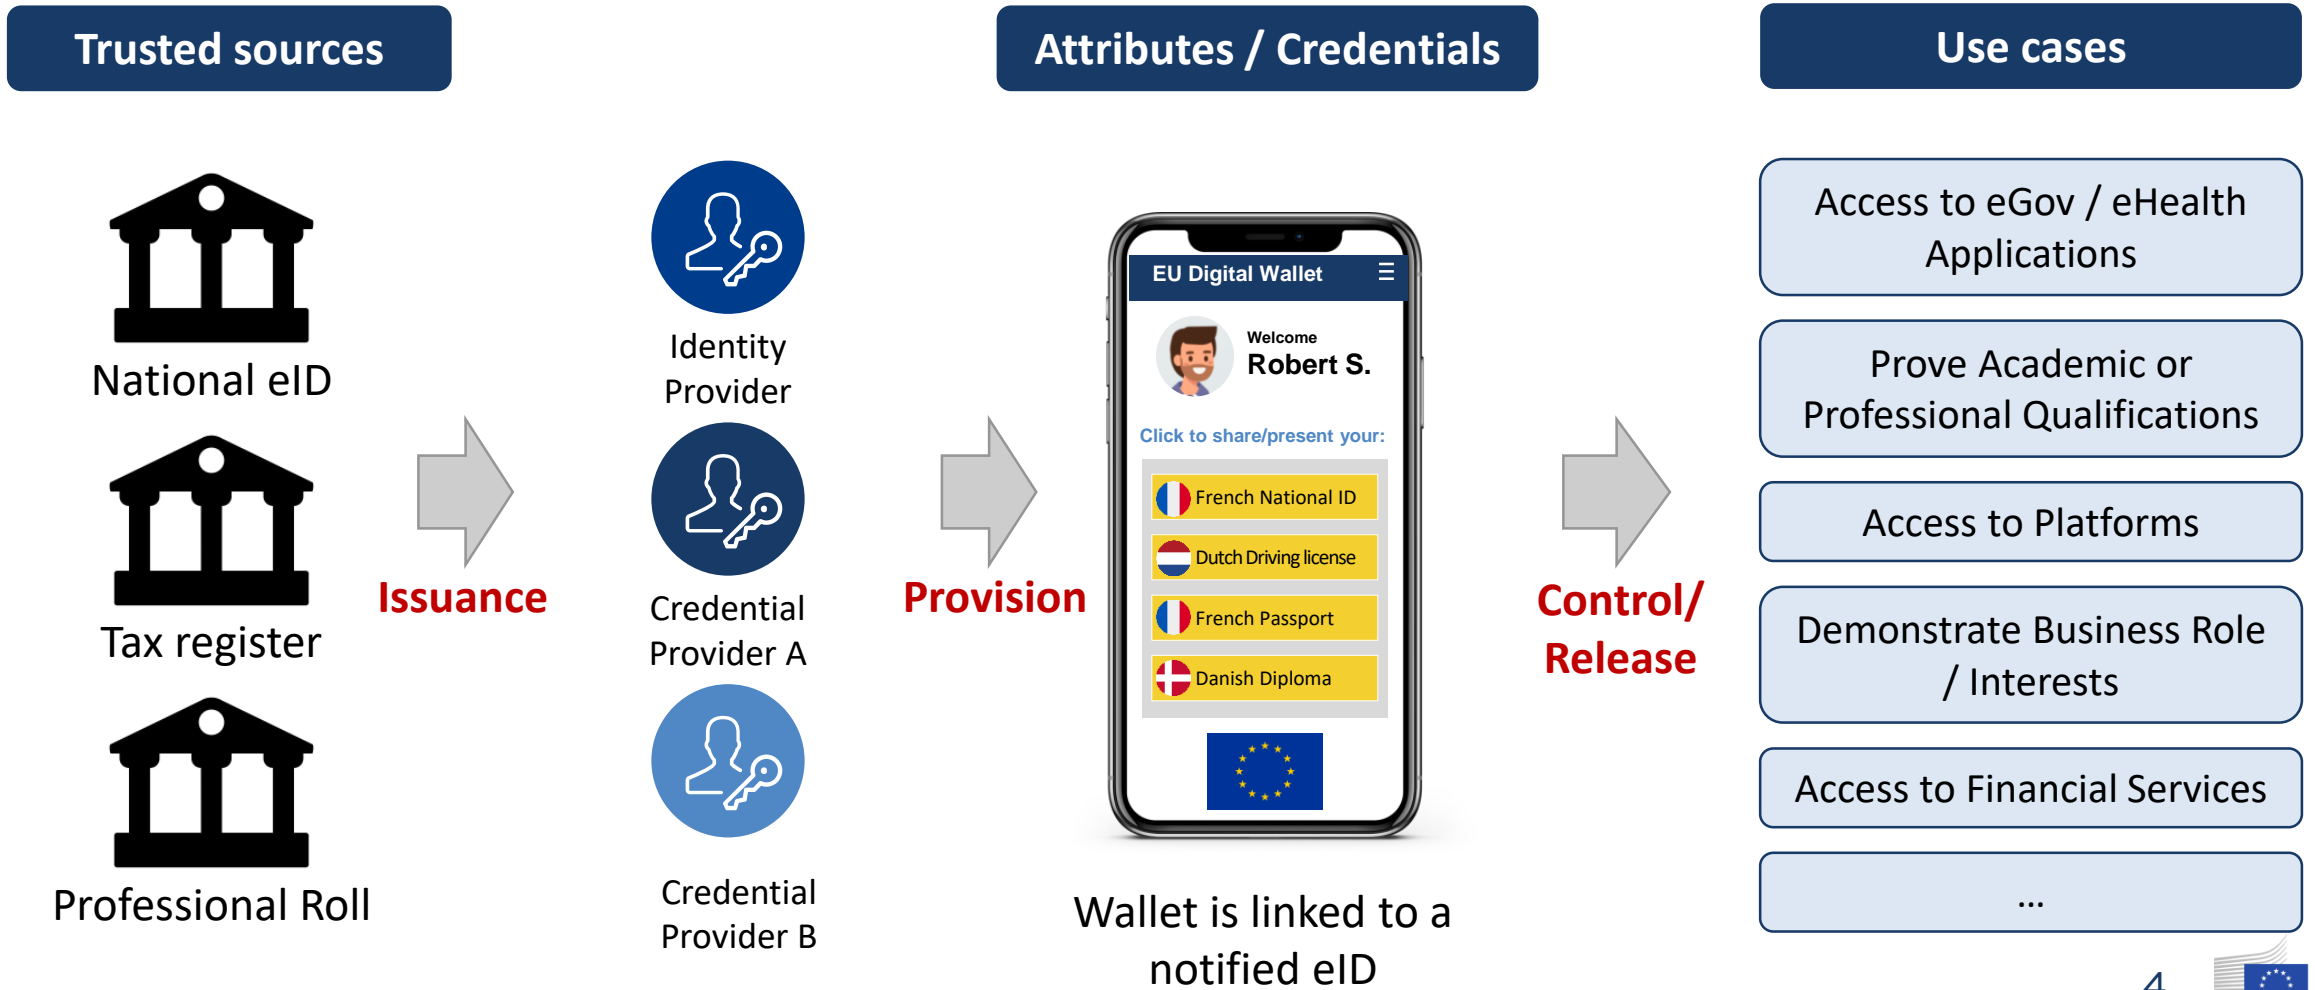 Trusted sources
Attributes / Credentials
Use cases
National eID
Tax register
Professional Roll
Issuance
Identity
Provider
Credential
Provider A
Credential
Provider B
Provision
EU Digital Wallet
Welcome
Robert S.
Click to share/present your:
French National ID
Dutch Driving license
French Passport
Danish Diploma
Wallet is linked to a
notified eID
Control/
Release
Access to eGov / eHealth
Applications
Prove Academic or
Professional Qualifications
Access to Platforms
Demonstrate Business Role
/ Interests
Access to Financial Services
...
4